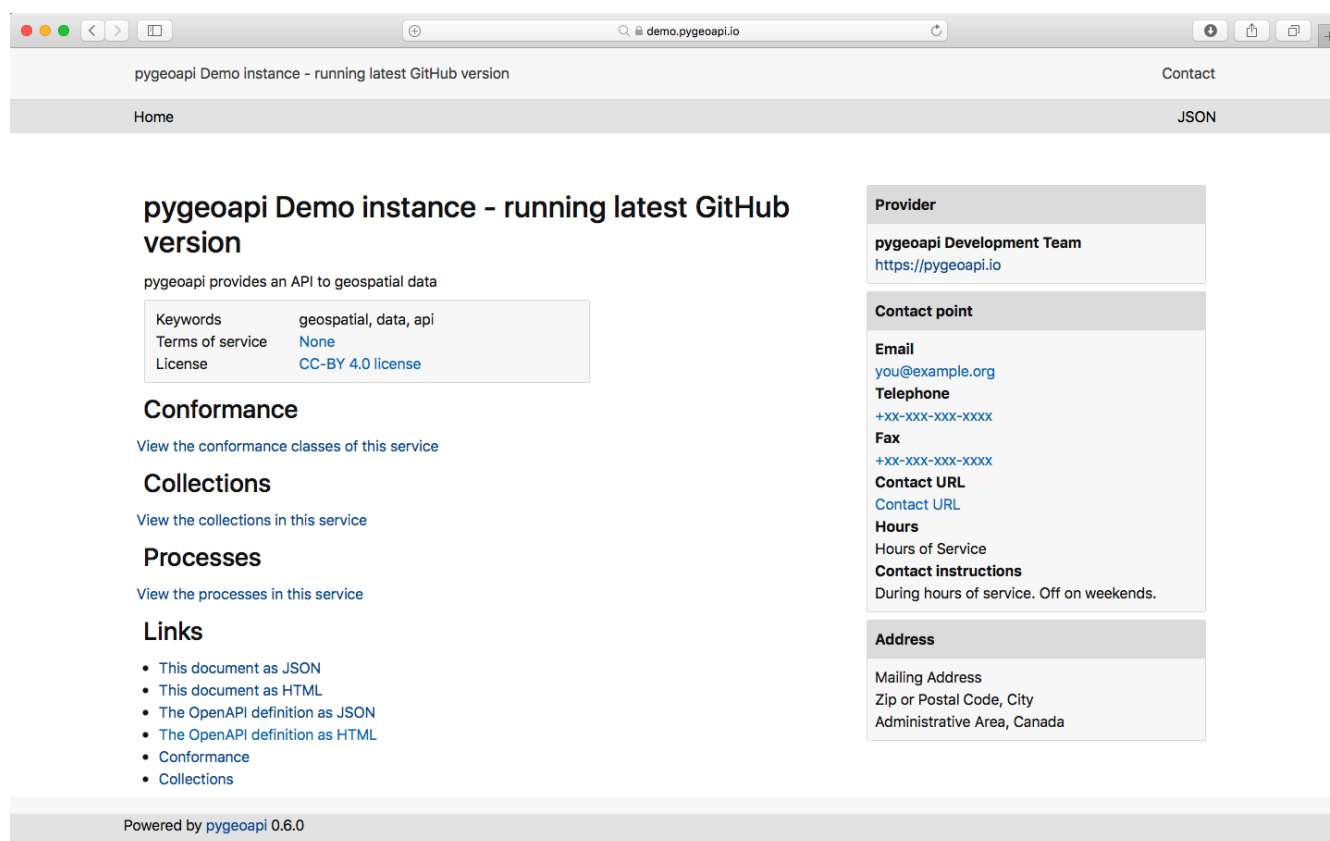 demo.pygeoapi.io
pygeoapi Demo instance - running latest GitHub version
Contact
Home
JSON
pygeoapi Demo instance - running latest GitHub
version
pygeoapi provides an API to geospatial data
Keywords geospatial, data, api
Terms of service None
License CC-BY 4.0 license
Conformance
View the conformance classes of this service
Collections
View the collections in this service
Processes
View the processes in this service
Links
• This document as JSON
• This document as HTML
• The OpenAPI definition as JSON
• The OpenAPI definition as HTML
• Conformance
• Collections
Provider
pygeoapi Development Team
https://pygeoapi.io
Contact point
Email
you@example.org
Telephone
+xx-xxx-xxx-xxxx
Fax
+xx-xxx-xxx-xxxx
Contact URL
Contact URL
Hours
Hours of Service
Contact instructions
During hours of service. Off on weekends.
Address
Mailing Address
Zip or Postal Code, City
Administrative Area, Canada
Powered by pygeoapi 0.6.0